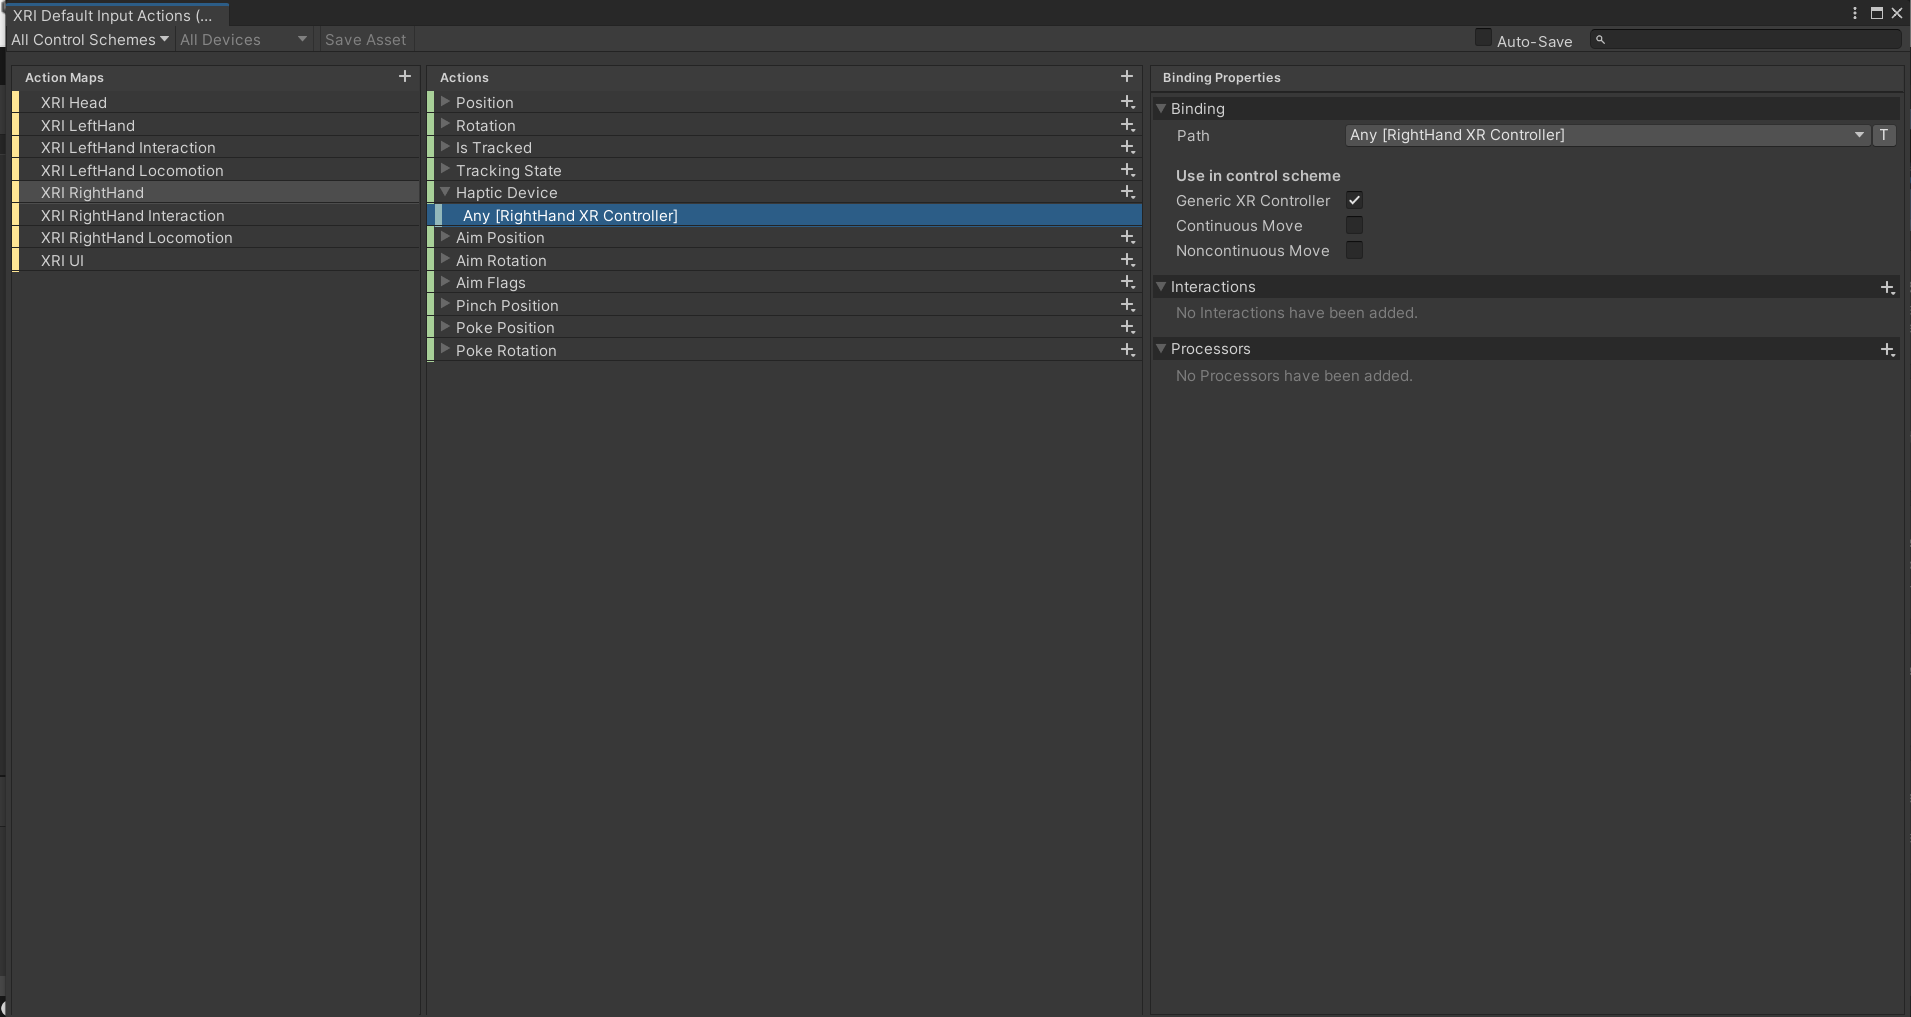 XRI Default Input Actions (...
All Control Schemes
All Devices
Save Asset
Auto-Save
Action Maps
XRI Head
XRI LeftHand
XRI LeftHand Interaction
XRI LeftHand Locomotion
XRI RightHand
XRI RightHand Interaction
XRI RightHand Locomotion
XRI UI
Actions
Position
Rotation
Is Tracked
Tracking State
Haptic Device
Any [RightHand XR Controller]
Aim Position
Aim Rotation
Aim Flags
Pinch Position
Poke Position
Poke Rotation
Binding Properties
Binding
Path Any [RightHand XR Controller] T
Use in control scheme
Generic XR Controller
Continuous Move
Noncontinuous Move
Interactions
No Interactions have been added.
Processors
No Processors have been added.